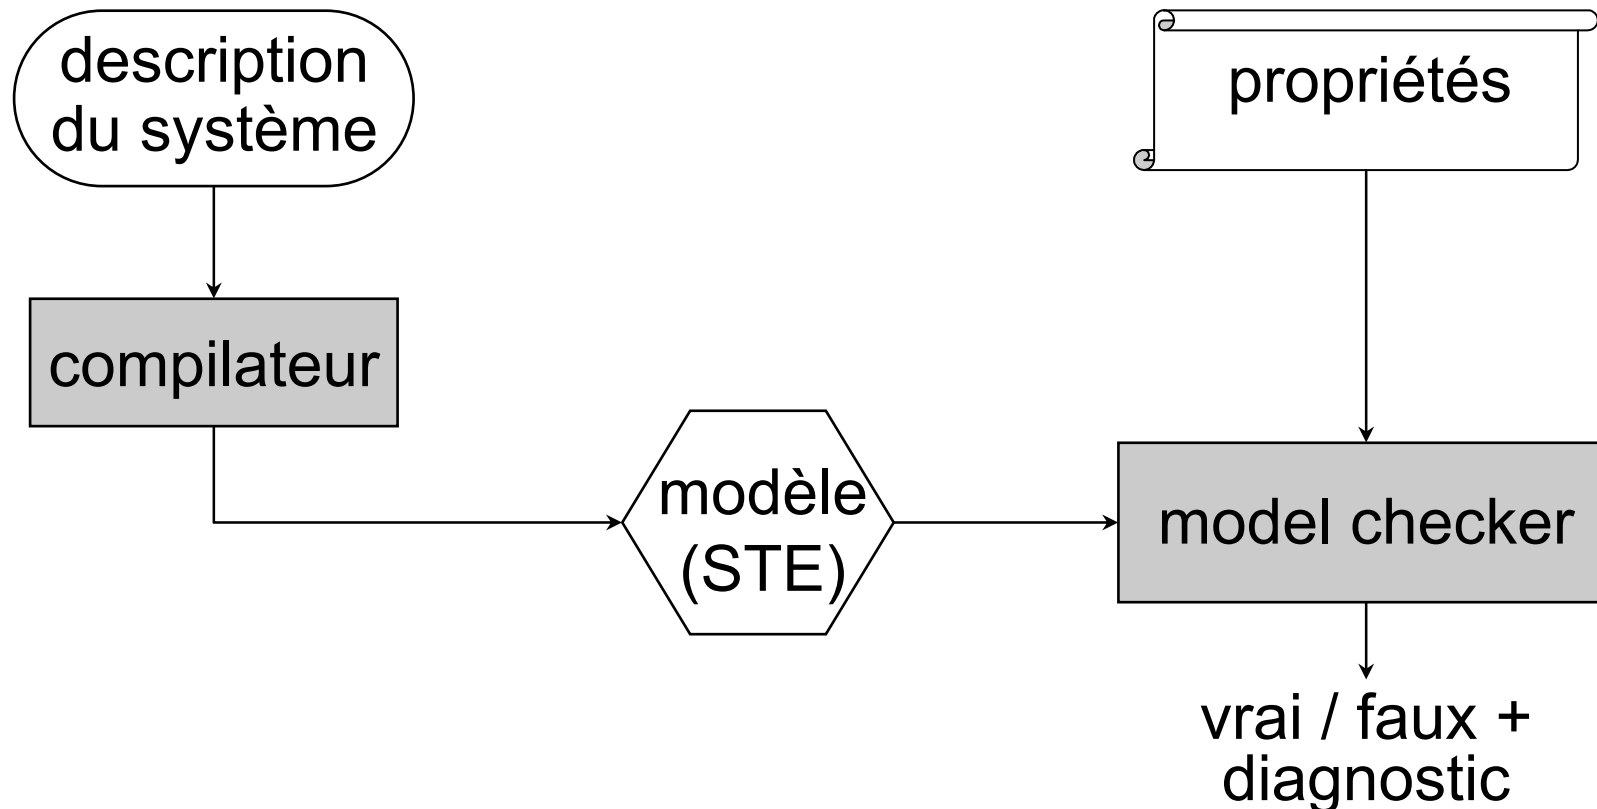 description
du système
propriétés
compilateur
modèle
(STE)
model checker
vrai / faux +
diagnostic